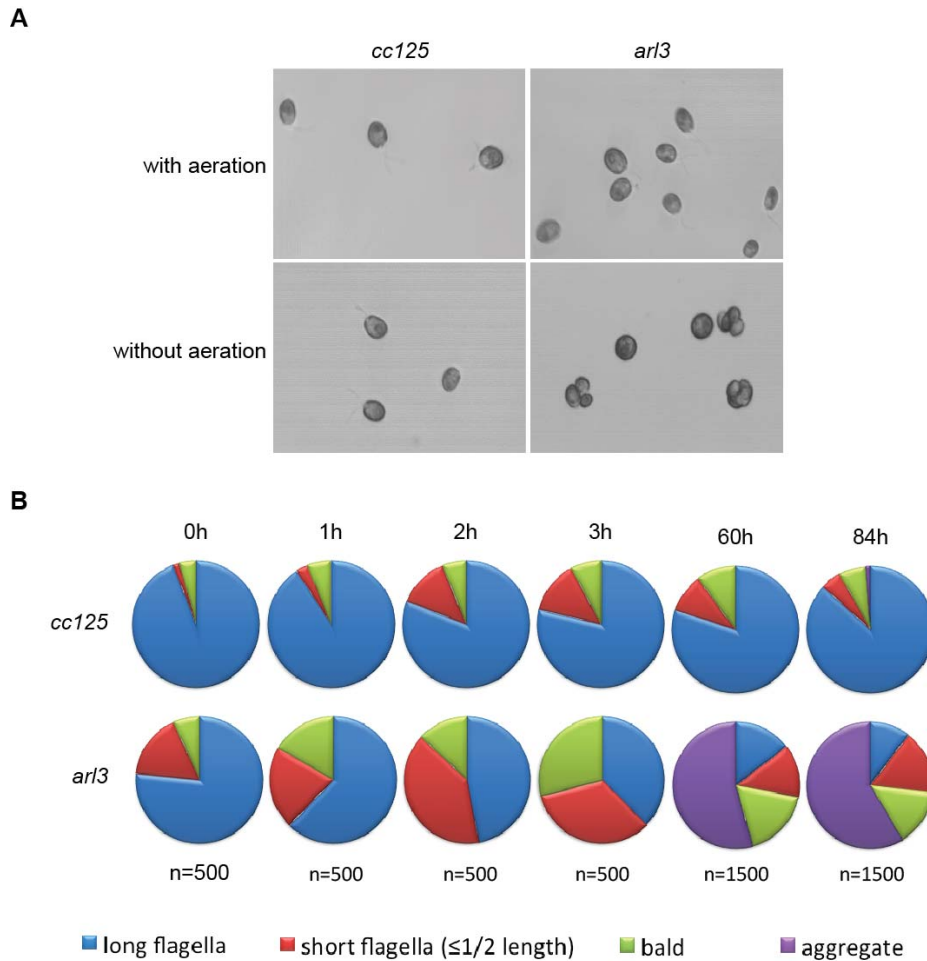 A
cc125 arl3
with aeration
without aeration
B
0h 1h 2h 3h 60h 84h
cc125
arl3
n=500 n=500 n=500 n=500 n=1500 n=1500
long flagella short flagella (≤1/2 length) bald aggregate